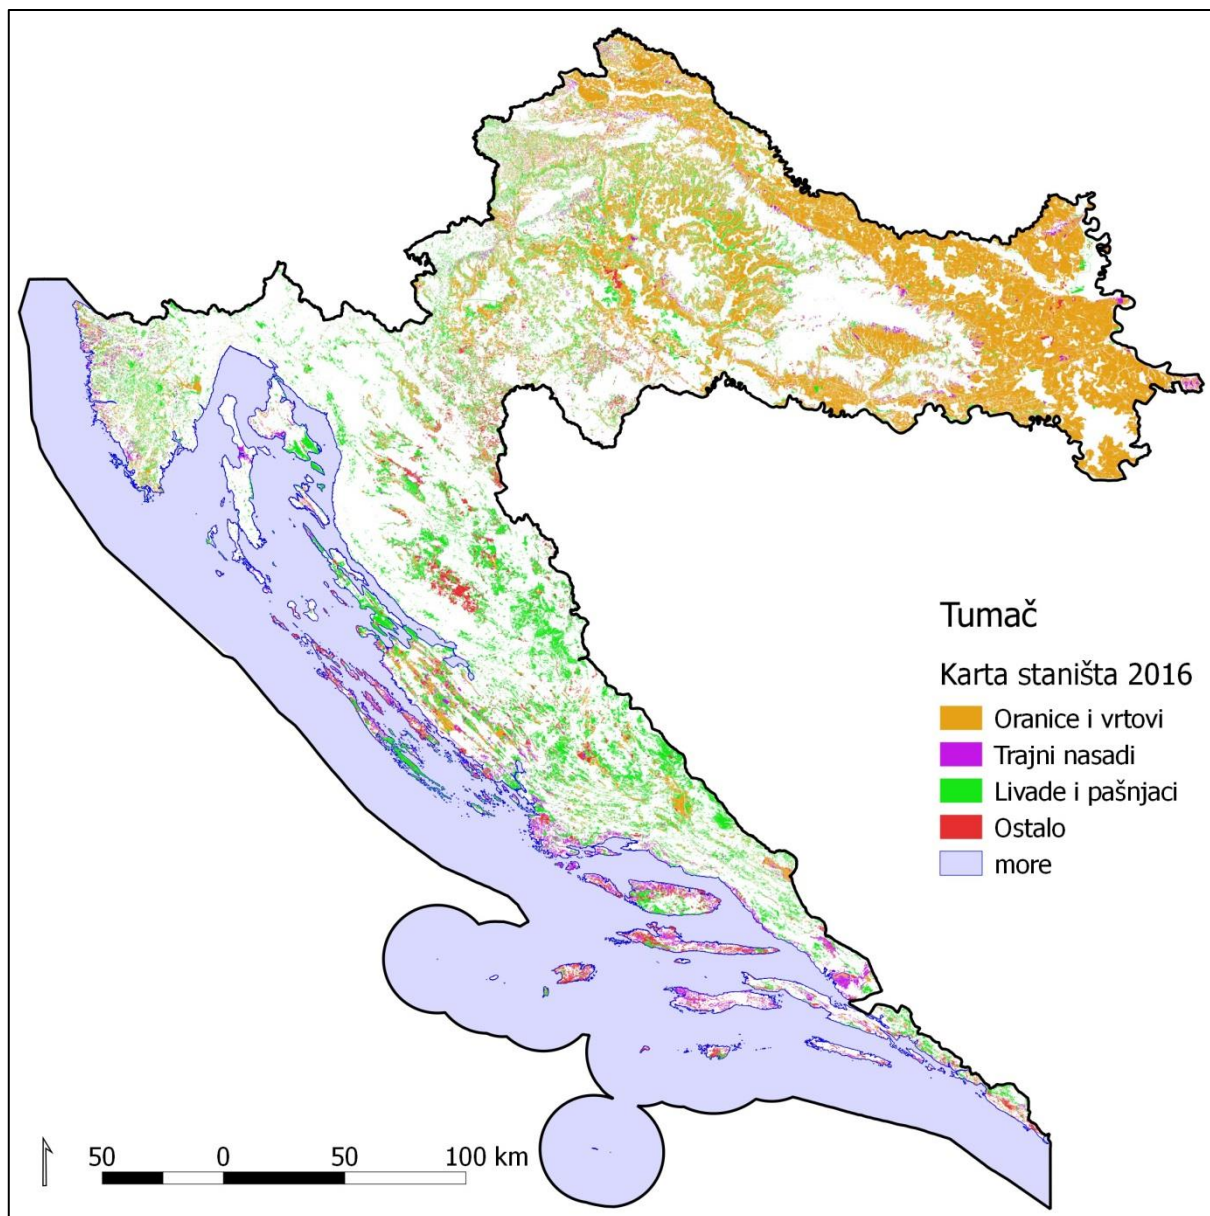 Tumač
Karta staništa 2016
Oranice i vrtovi
Trajni nasadi
Livade i pašnjaci
Ostalo
more
50 0 50 100 km